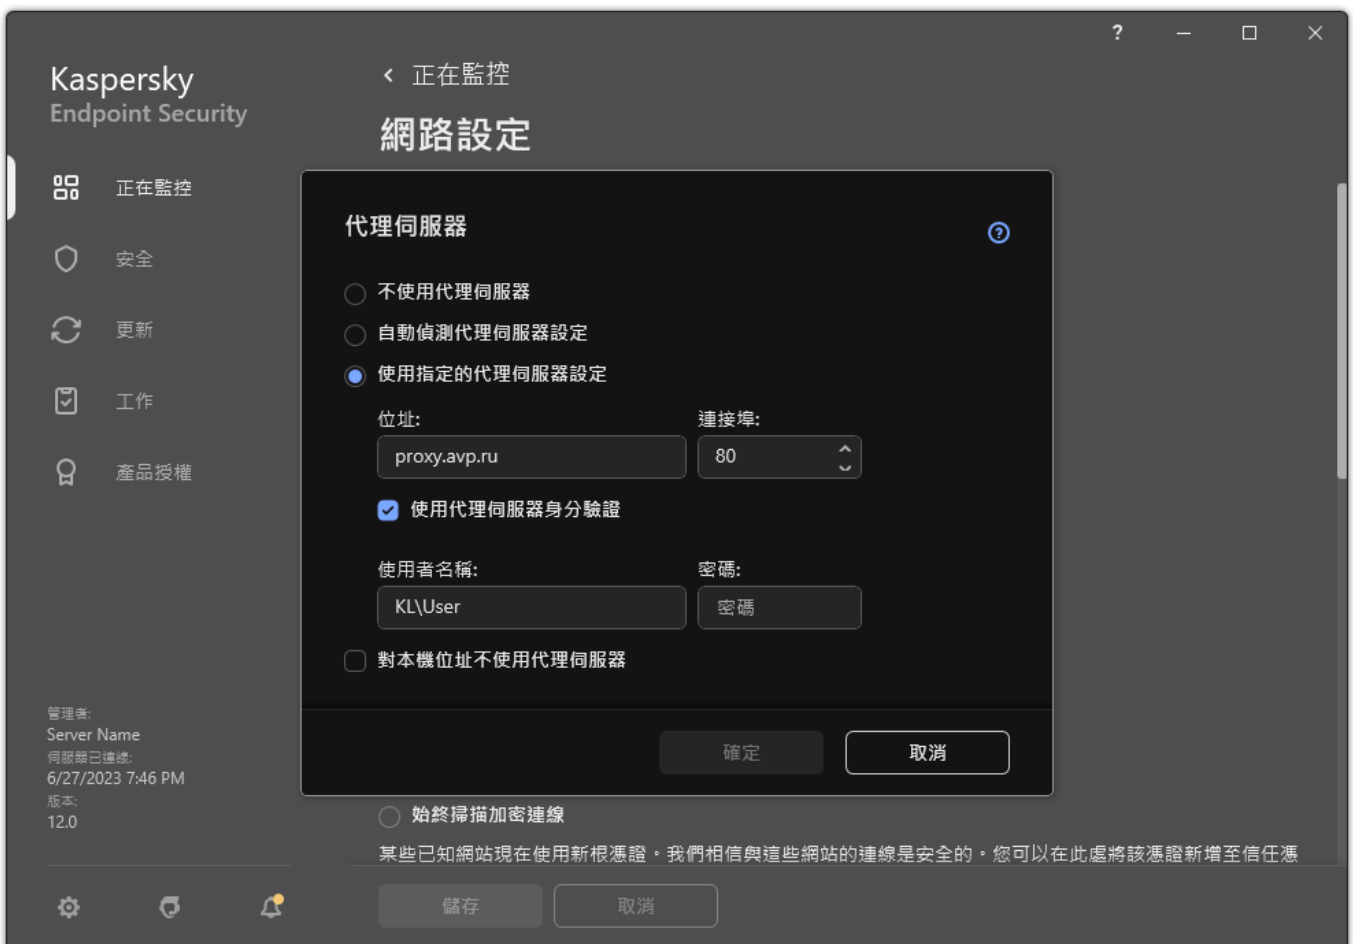 Kaspersky
Endpoint Security
正在監控
安全
更新
工作
產品授權
管理者:
Server Name
伺服器已連線:
6/27/2023 7:46 PM
版本:
12.0
?
正在監控
網路設定
代理伺服器
?
不使用代理伺服器
自動偵測代理伺服器設定
使用指定的代理伺服器設定
位址: 連接埠:
proxy.avp.ru 80
使用代理伺服器身分驗證
使用者名稱: 密碼:
KL\User 密碼
對本機位址不使用代理伺服器
確定 取消
始終掃描加密連線
某些已知網站現在使用新根憑證。我們相信與這些網站的連線是安全的。您可以在此處將該憑證新增至信任憑
儲存 取消